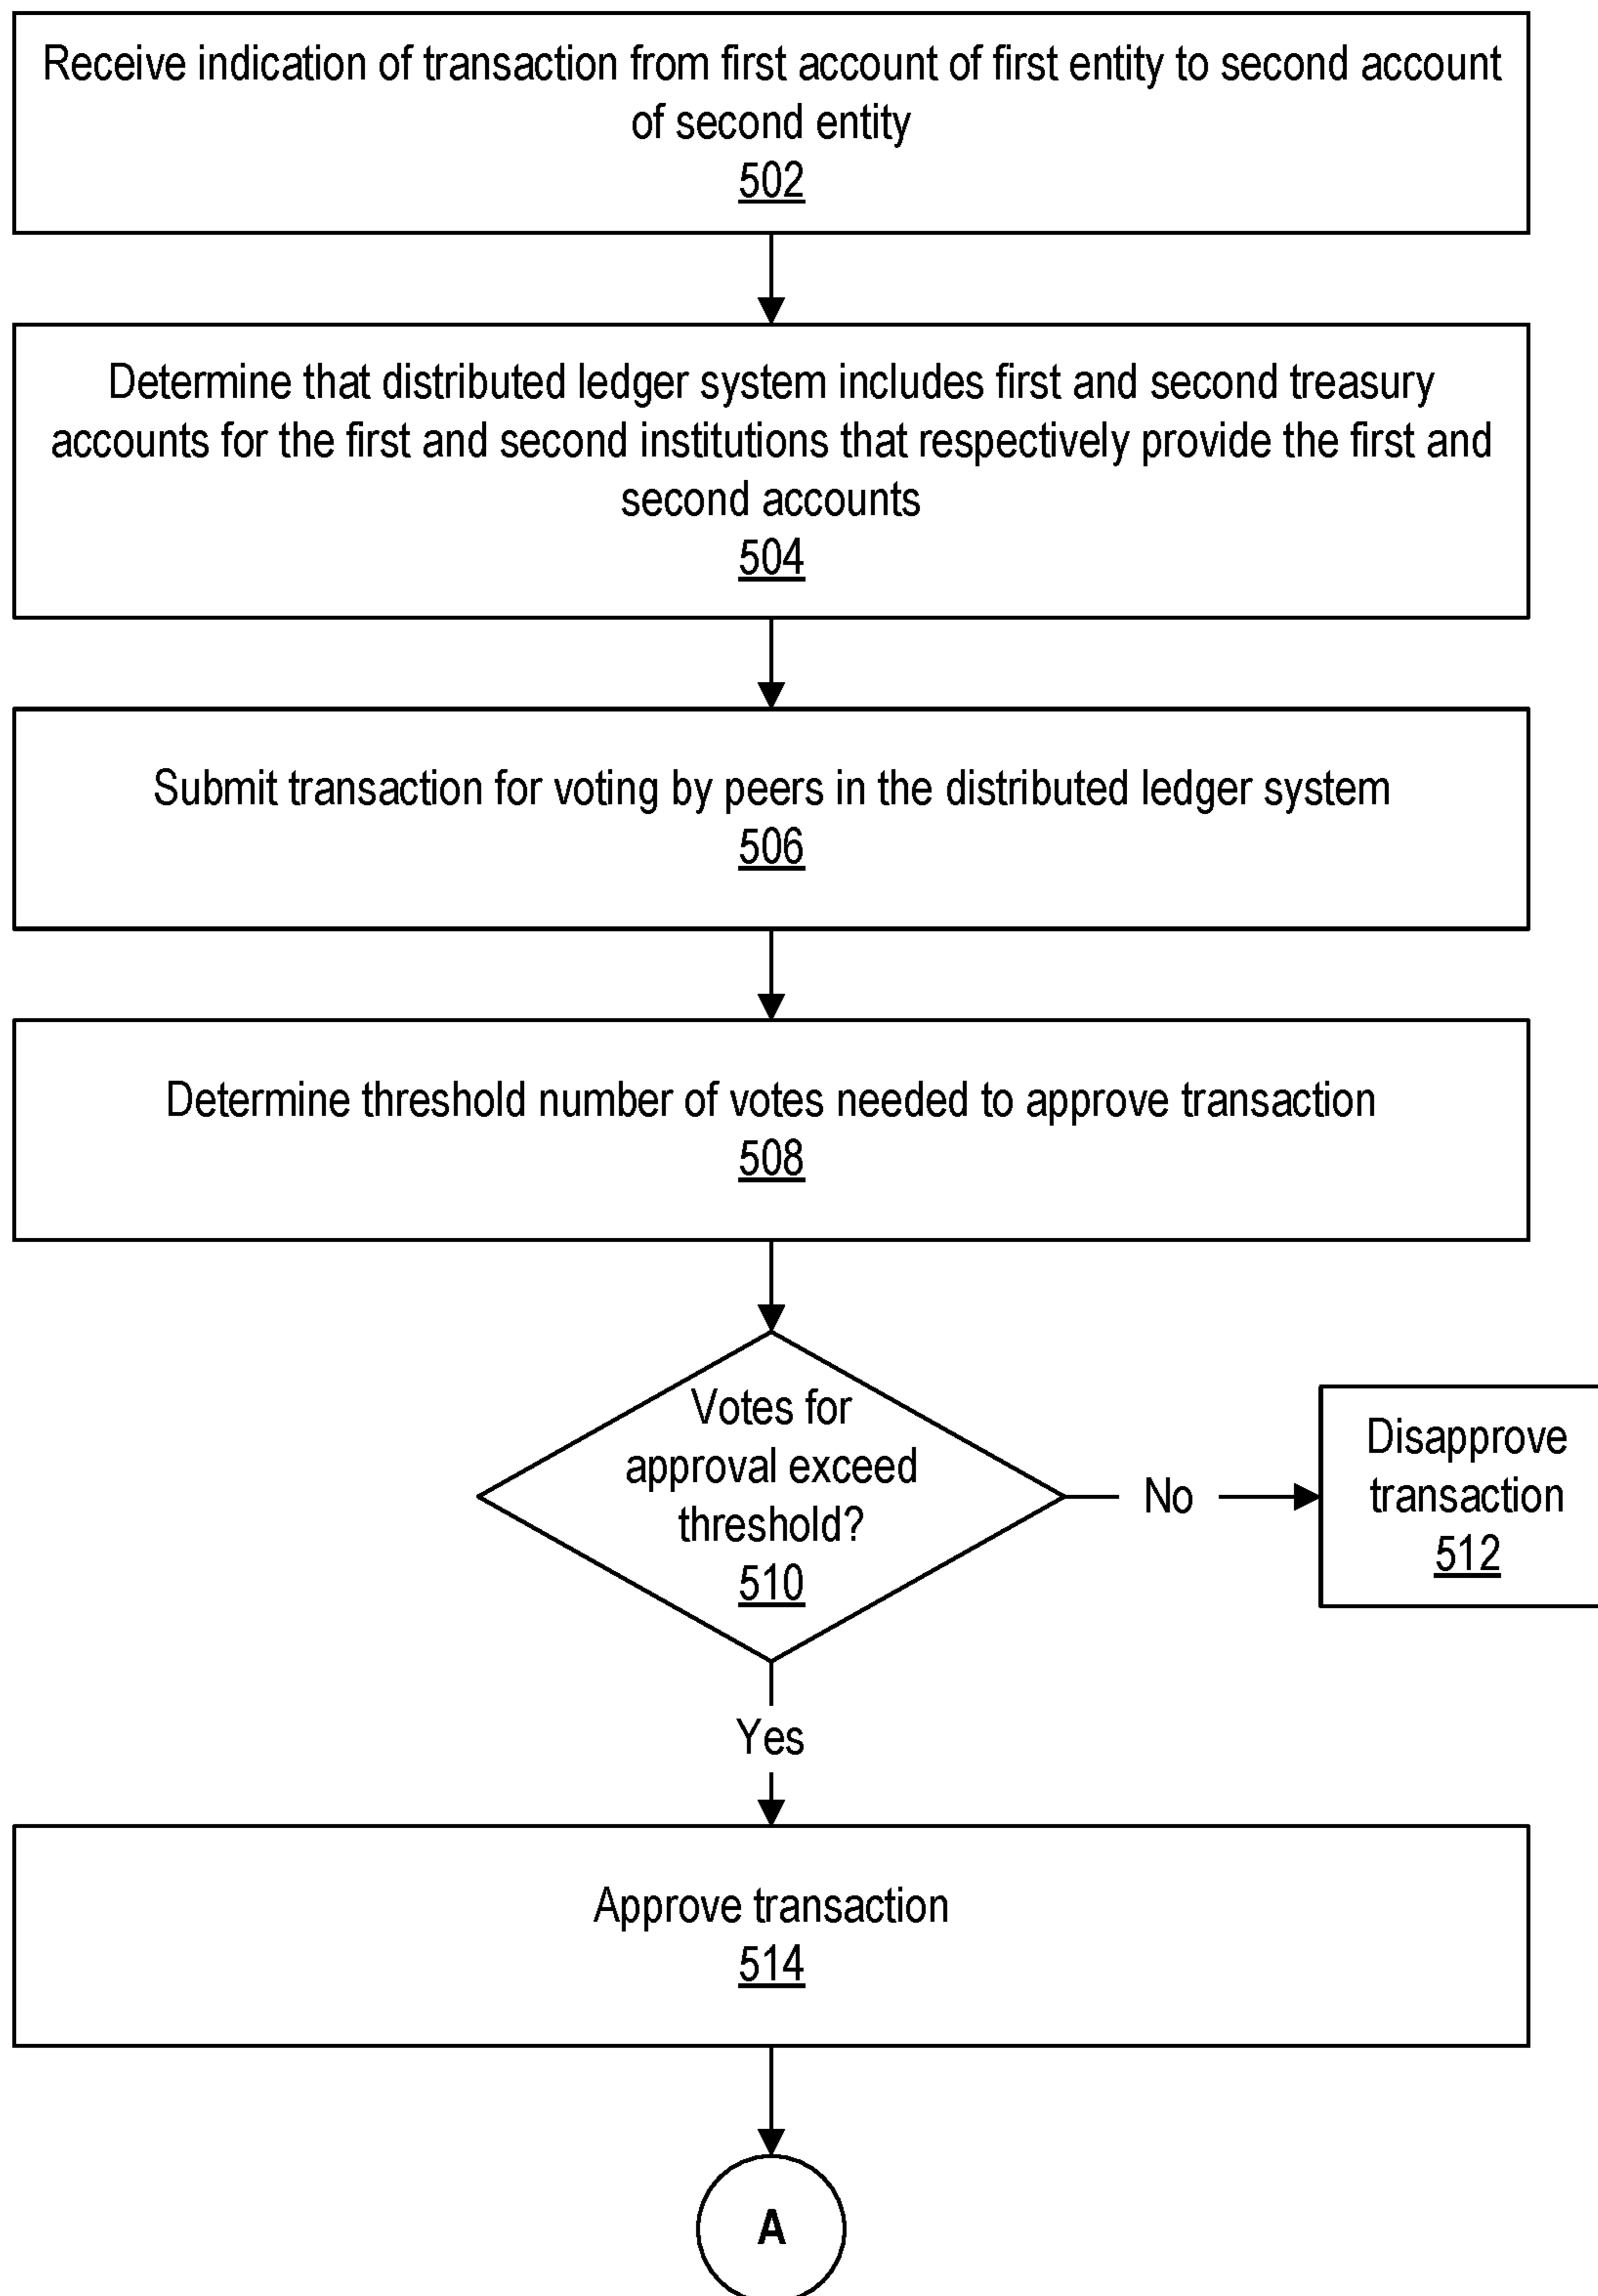 Receive indication of transaction from first account of first entity to second account
of second entity
502
Determine that distributed ledger system includes first and second treasury
accounts for the first and second institutions that respectively provide the first and
second accounts
504
Submit transaction for voting by peers in the distributed ledger system
506
Determine threshold number of votes needed to approve transaction
508
Votes for
approval exceed
threshold?
510
No
Disapprove
transaction
512
Yes
Approve transaction
514
A